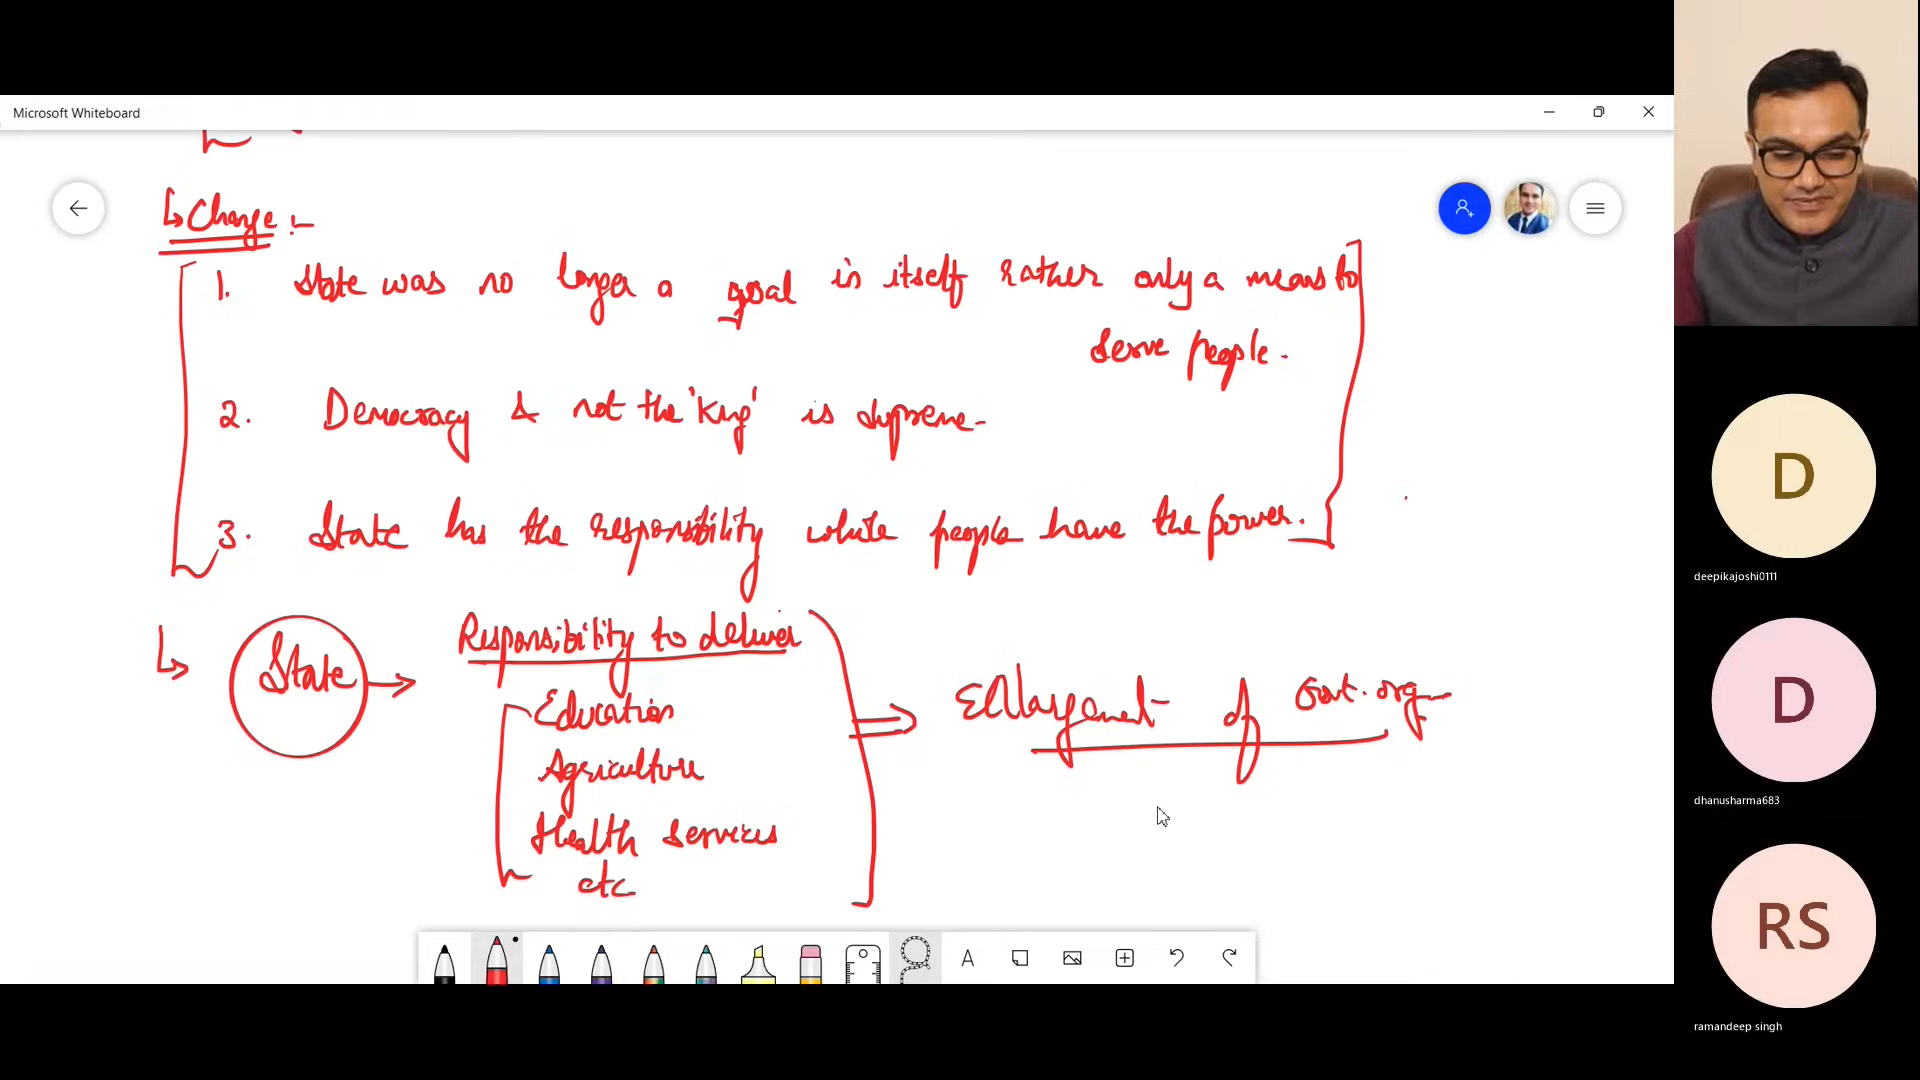 Microsoft Whiteboard
Change :-
1. State was no longer a goal in itself rather only a means to
serve people.
2. Democracy & not the 'King' is supreme.
3. State has the responsibility while people have the power.
State
Responsibility to deliver
Education
Agriculture
Health Services
etc
Enlargement of Govt. org
A
D
deepikajoshi0111
D
dhanusharma683
RS
ramandeep singh